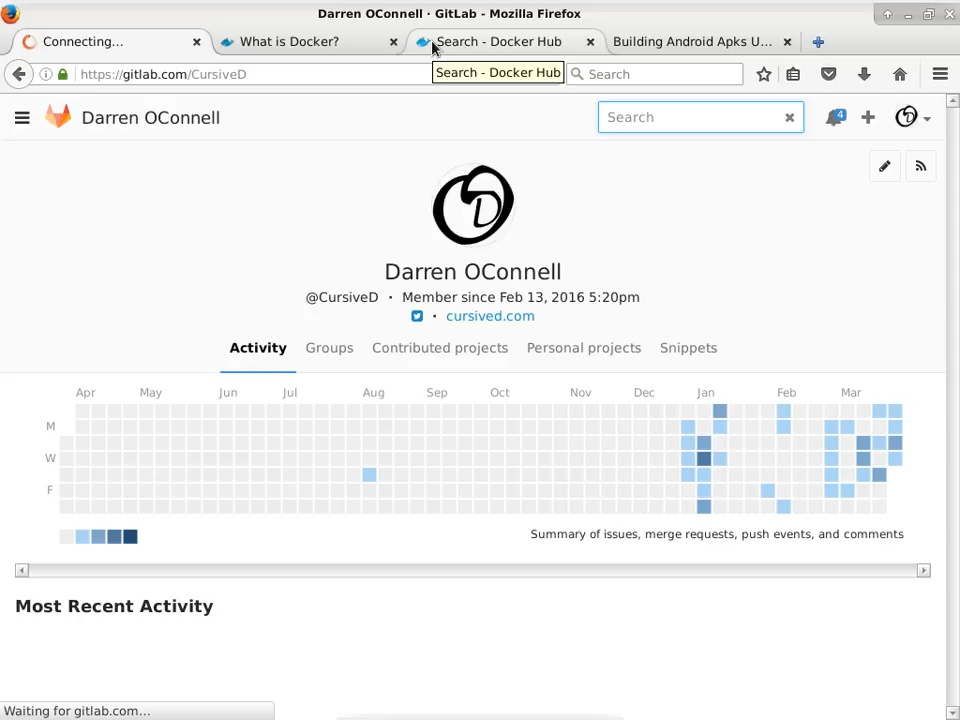 Darren OConnell · GitLab - Mozilla Firefox
Connecting...
What is Docker?
Search - Docker Hub
Building Android Apks U...
https://gitlab.com/CursiveD
Search - Docker Hub
Search
Darren OConnell
Search
4
D
Darren OConnell
@CursiveD · Member since Feb 13, 2016 5:20pm
· cursived.com
Activity Groups Contributed projects Personal projects Snippets
Apr May Jun Jul Aug Sep Oct Nov Dec Jan Feb Mar
M
W
F
Summary of issues, merge requests, push events, and comments
Most Recent Activity
Waiting for gitlab.com...